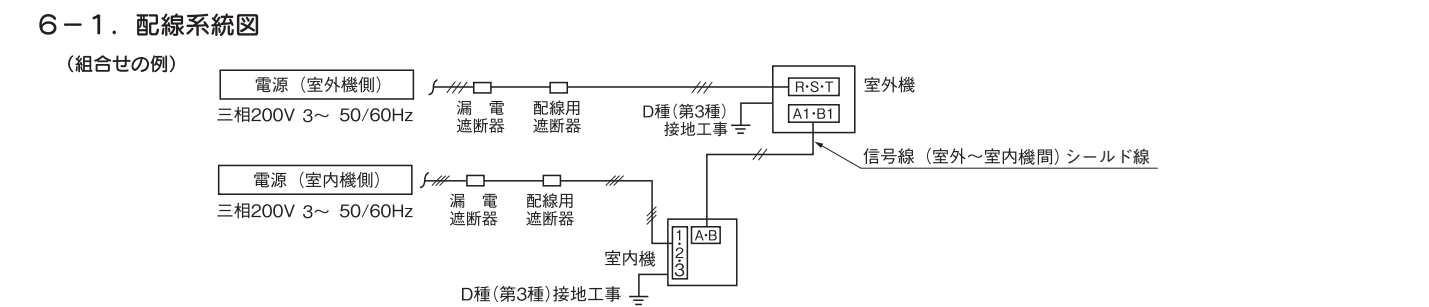 6－1．配線系統図
（組合せの例）
電源（室外機側）
三相200V 3～ 50/60Hz
漏 電
遮断器
配線用
遮断器
D種（第3種）
接地工事
R・S・T
A1・B1
室外機
信号線（室外～室内機間）シールド線
電源（室内機側）
三相200V 3～ 50/60Hz
漏 電
遮断器
配線用
遮断器
室内機
1・2・3
A・B
D種（第3種）接地工事